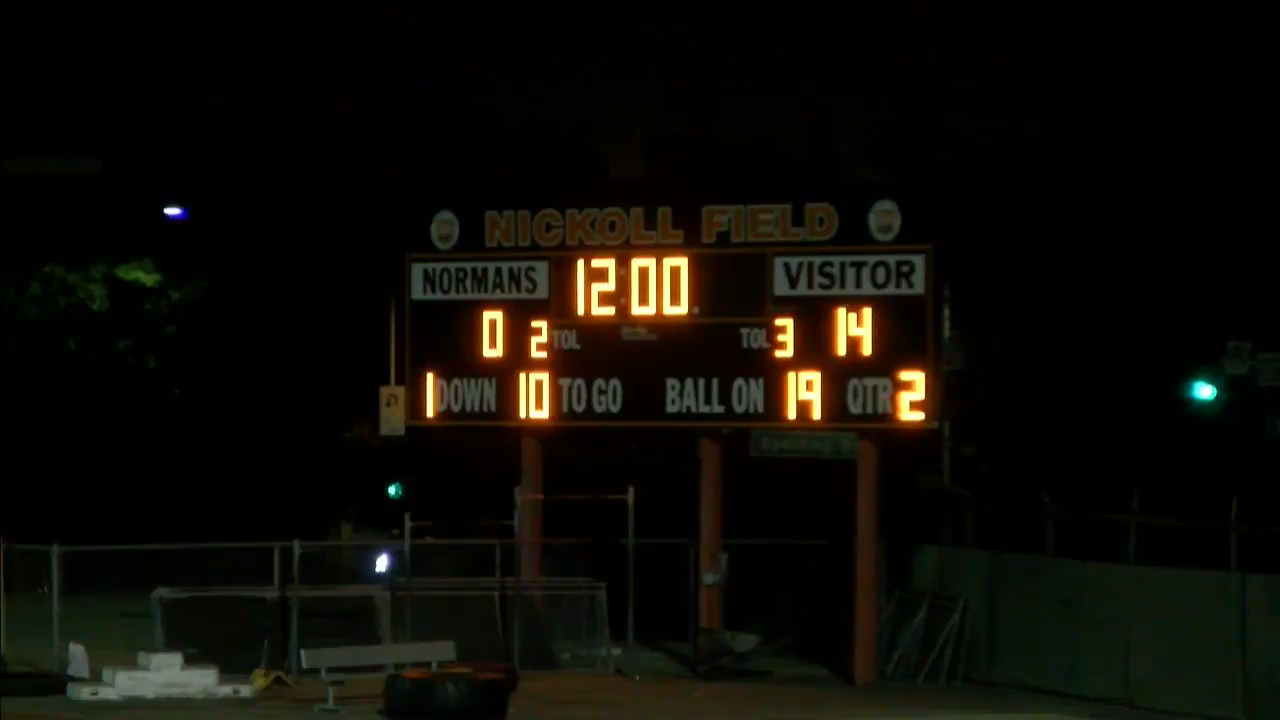 NICKOLL FIELD
NORMANS 12:00 VISITOR
0 2 TOL TOL 3 14
1 DOWN 10 TO GO BALL ON 19 QTR 2